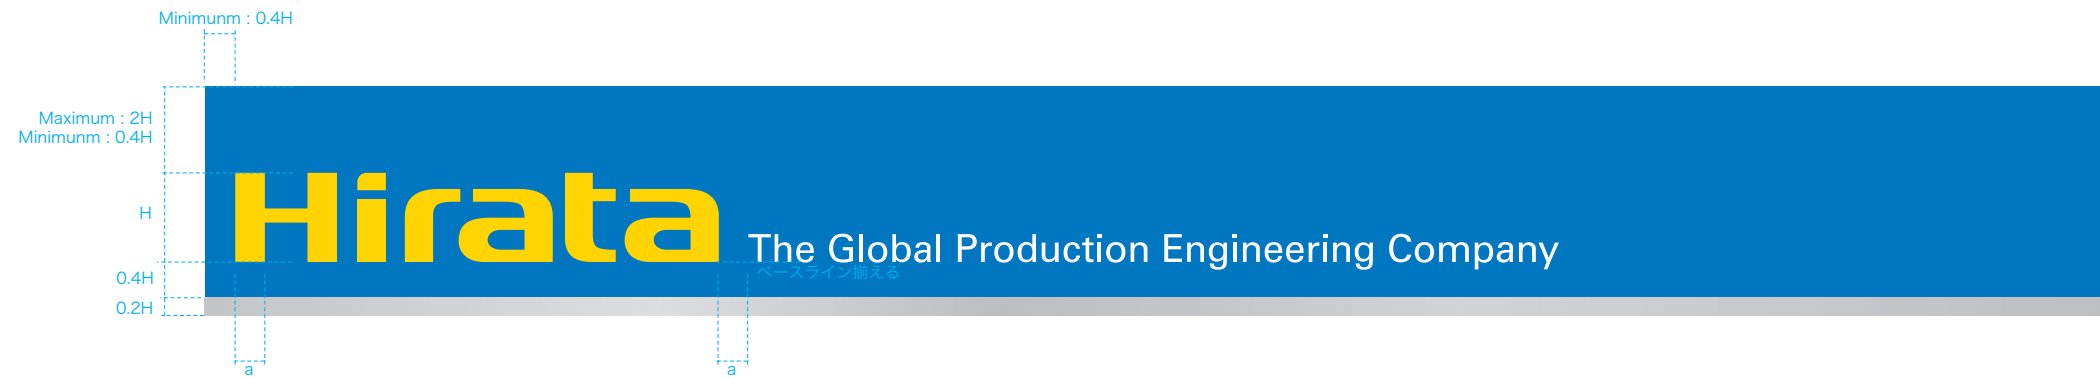 Minimunm : 0.4H
Maximum : 2H
Minimunm : 0.4H
H
Hirata
The Global Production Engineering Company
ベースライン揃える
0.4H
0.2H
a
a